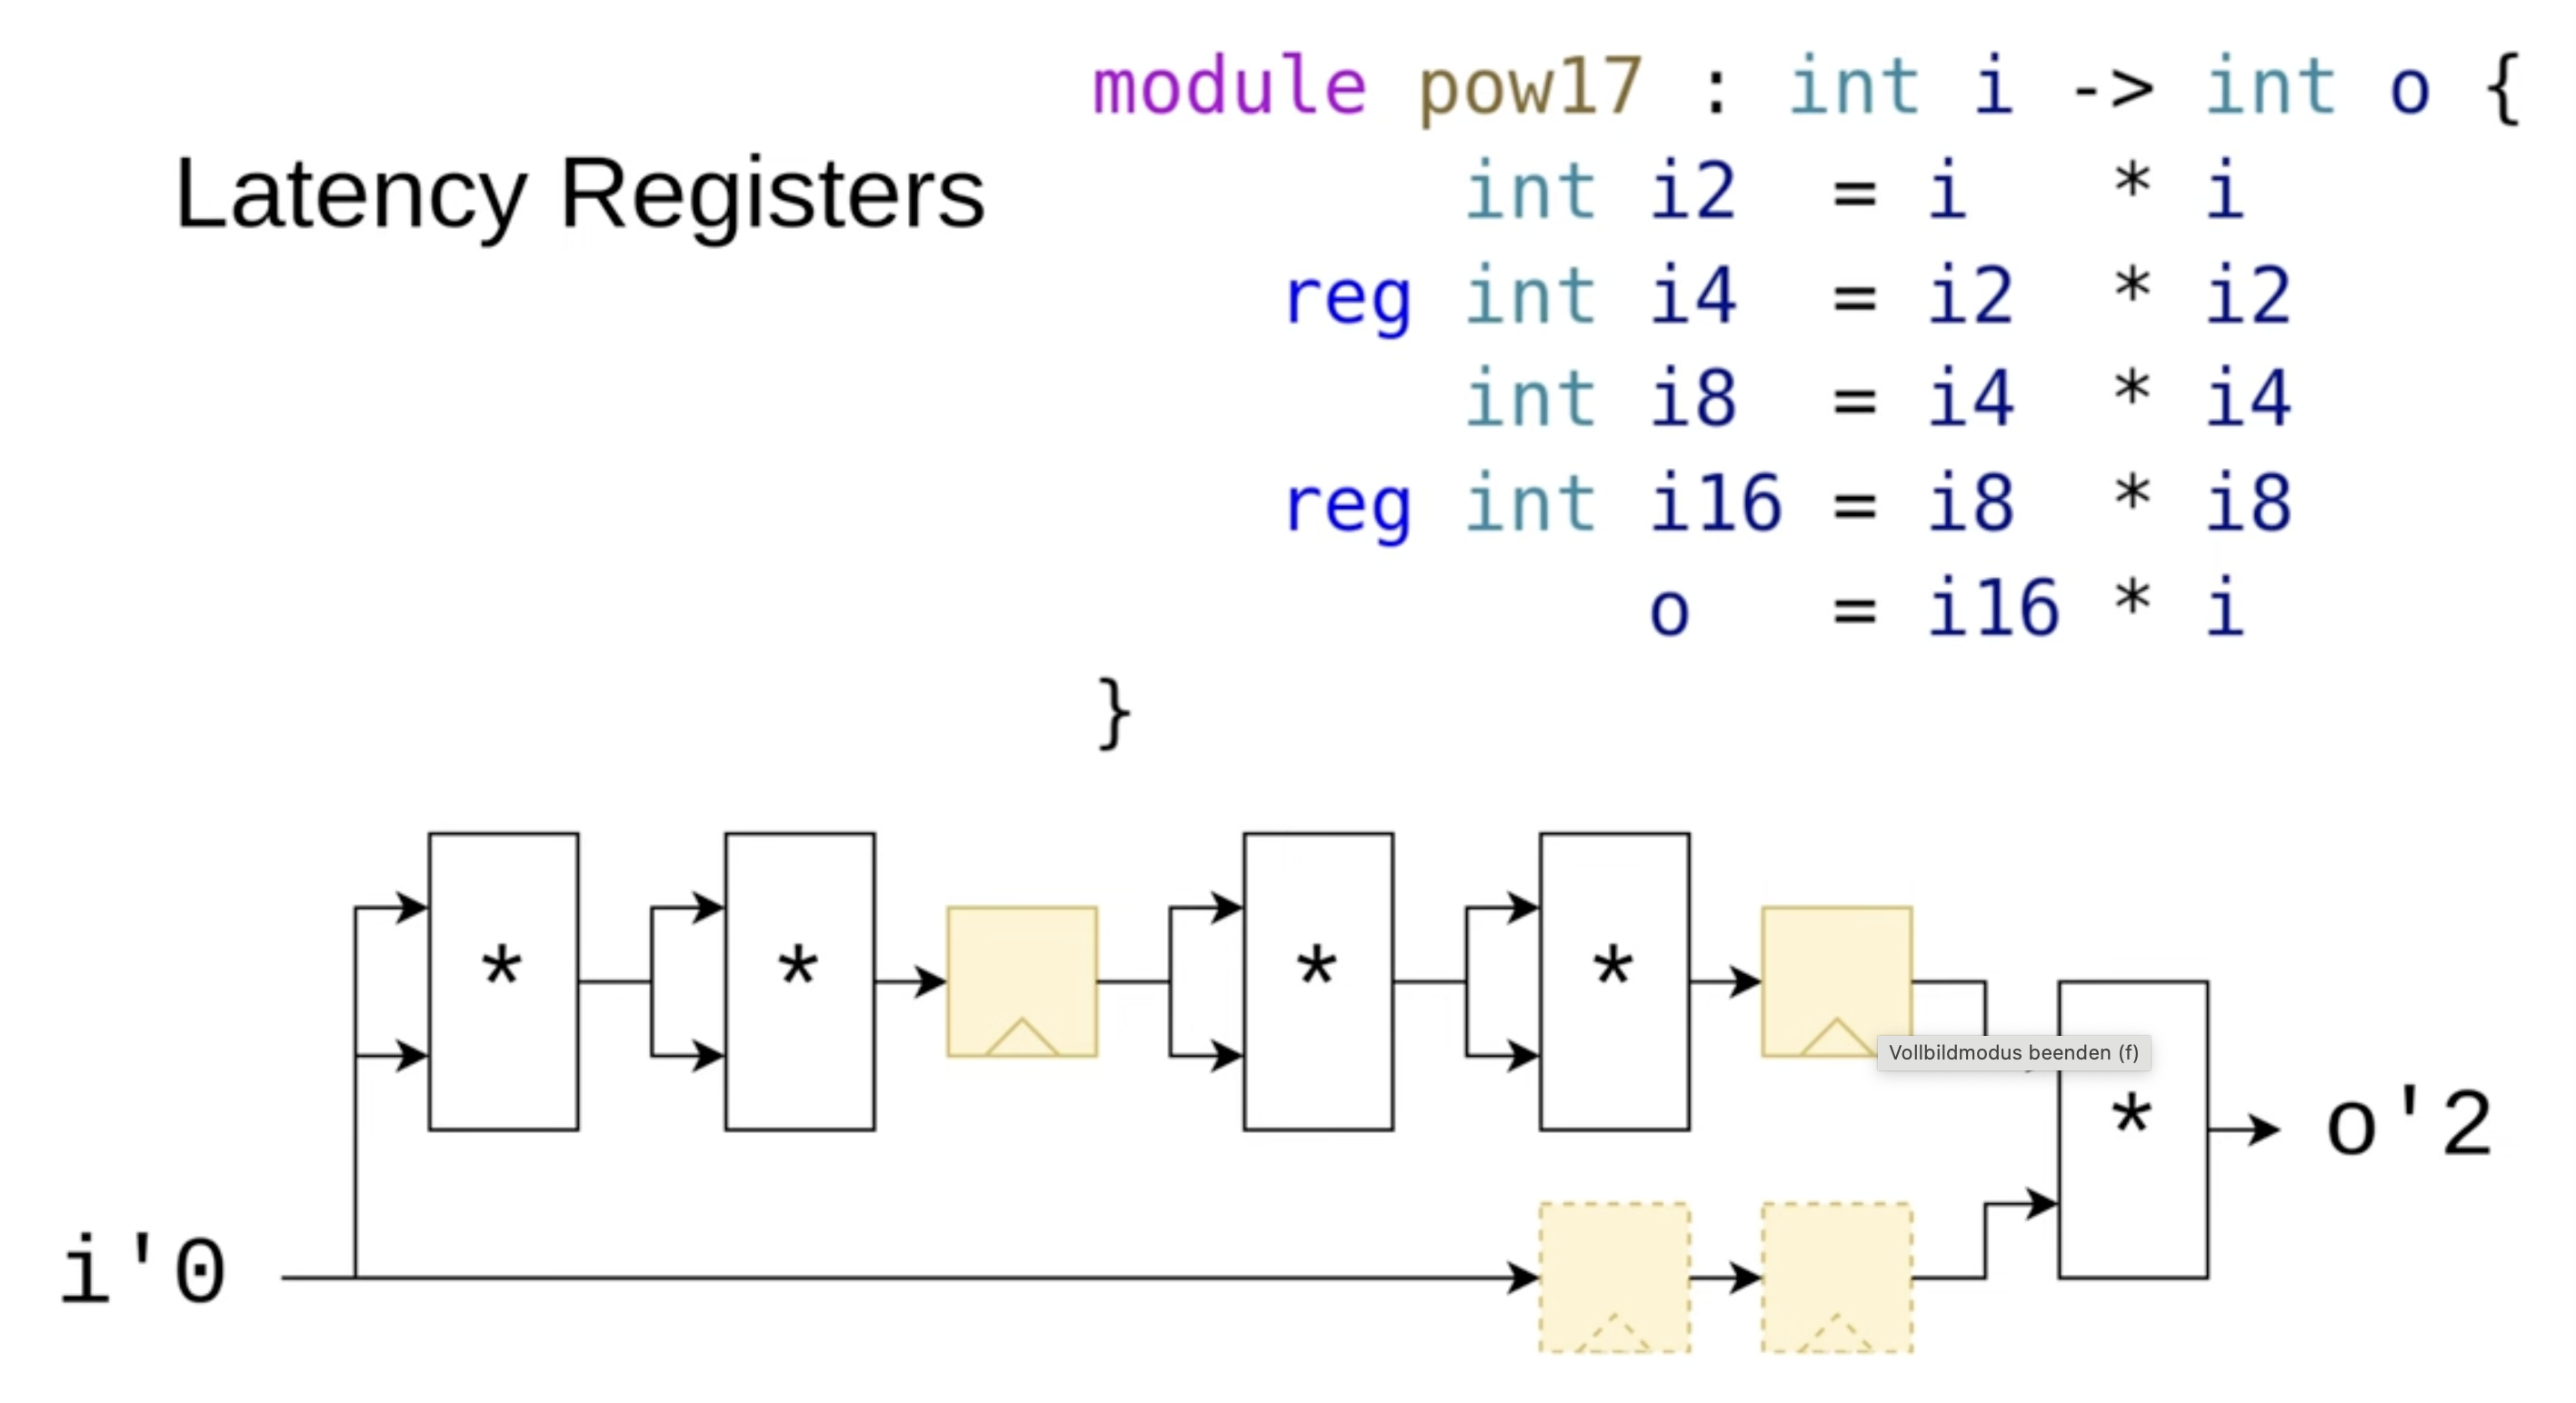 Latency Registers
module pow17 : int i -> int o {
int i2 = i * i
reg int i4 = i2 * i2
int i8 = i4 * i4
reg int i16 = i8 * i8
o = i16 * i
}
*
*
*
*
Vollbildmodus beenden (f)
*
o'2
i'0